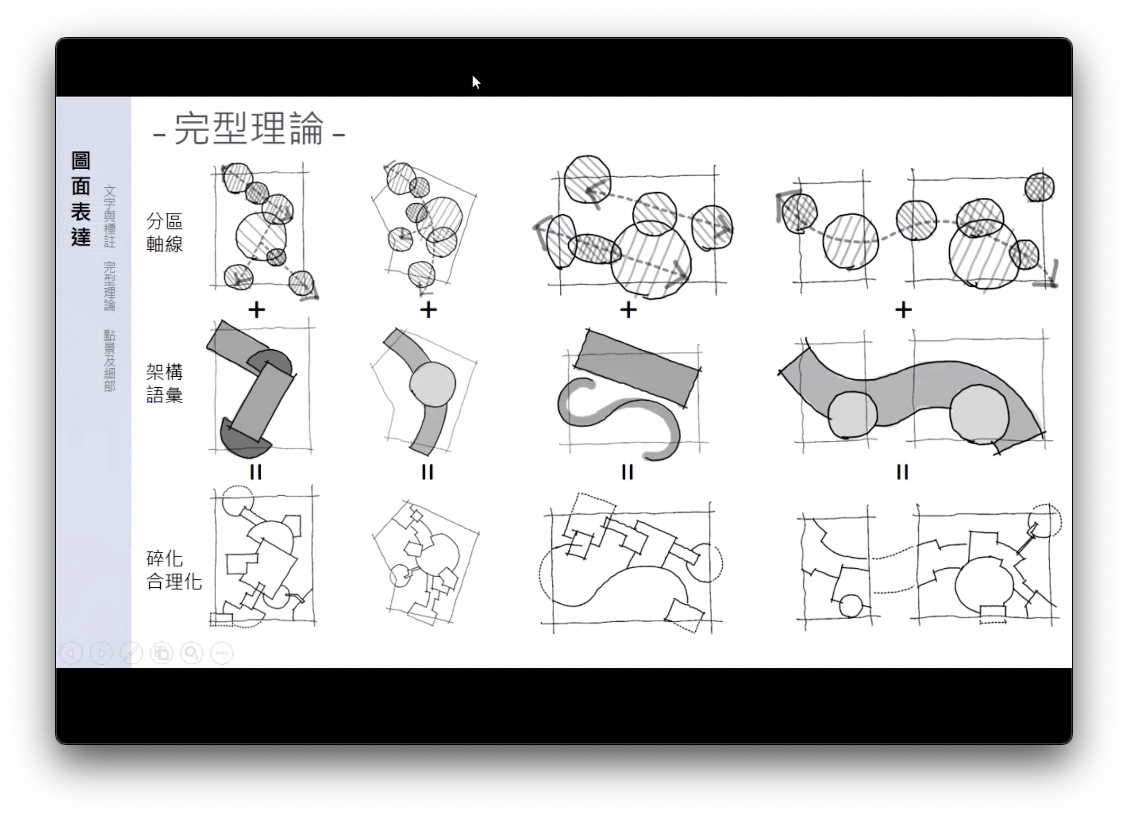 圖面表達
文字與標註 完型理論 點景及細部
-完型理論-
分區
軸線
+ + + +
架構
語彙
= = = =
碎化
合理化